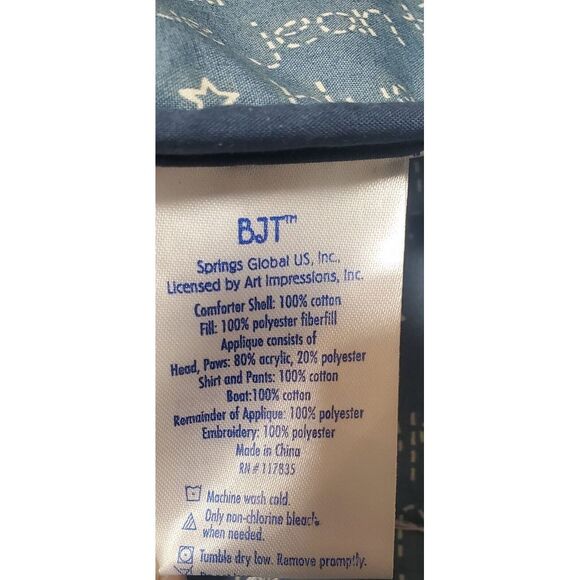 jean
BJT™
Springs Global US, Inc.,
Licensed by Art Impressions, Inc.
Comforter Shell: 100% cotton
Fill: 100% polyester fiberfill
Applique consists of
Head, Paws: 80% acrylic, 20% polyester
Shirt and Pants: 100% cotton
Boat:100% cotton
Remainder of Applique: 100% polyester
Embroidery: 100% polyester
Made in China
RN # 117835
Machine wash cold.
Only non-chlorine bleach
when needed.
Tumble dry low. Remove promptly.